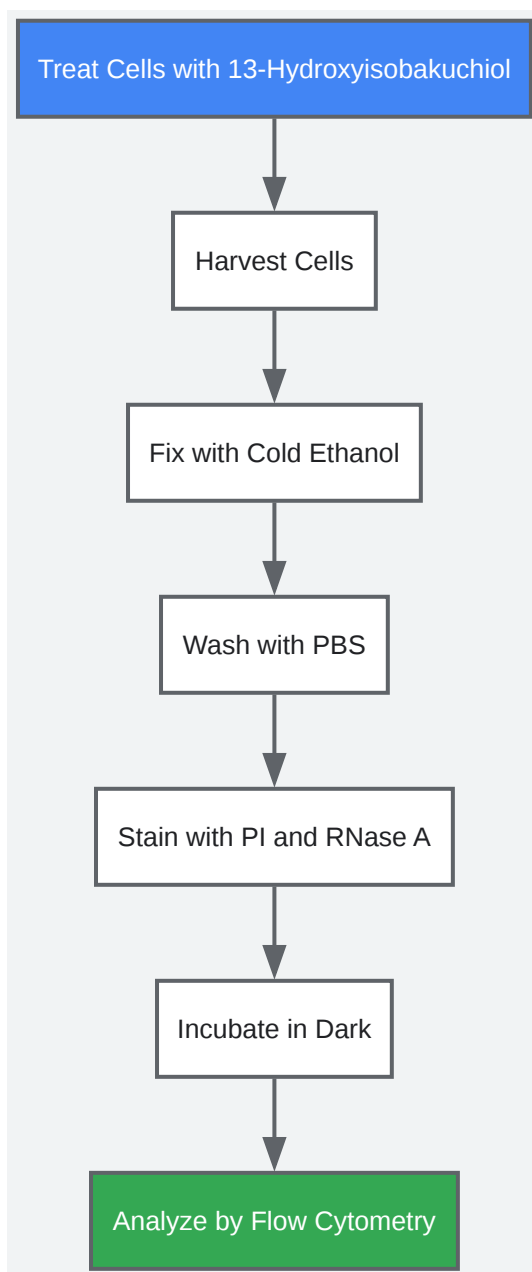 Treat Cells with 13-Hydroxyisobakuchiol
Harvest Cells
Fix with Cold Ethanol
Wash with PBS
Stain with PI and RNase A
Incubate in Dark
Analyze by Flow Cytometry